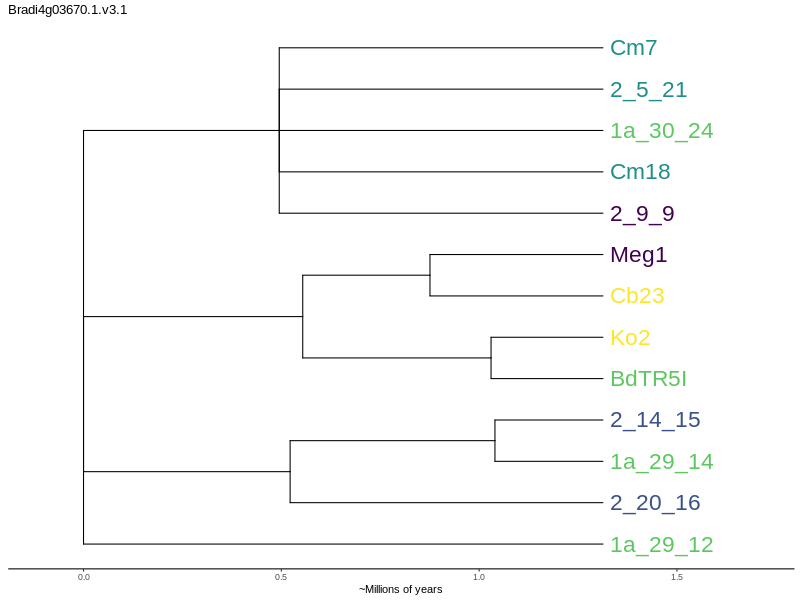 Bradi4g03670.1.v3.1
Cm7
2_5_21
1a_30_24
Cm18
2_9_9
Meg1
Cb23
Ko2
BdTR5I
2_14_15
1a_29_14
2_20_16
1a_29_12
0.0 0.5 1.0 1.5
~Millions of years